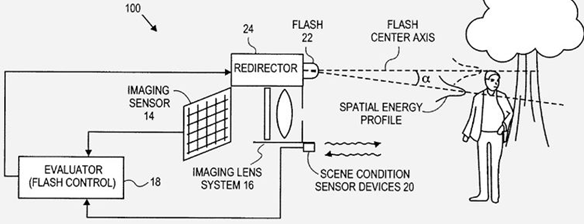 100
24
FLASH
22
FLASH
CENTER AXIS
REDIRECTOR
α
IMAGING
SENSOR
14
SPATIAL ENERGY
PROFILE
EVALUATOR
(FLASH CONTROL)
18
IMAGING LENS
SYSTEM 16
SCENE CONDITION
SENSOR DEVICES 20